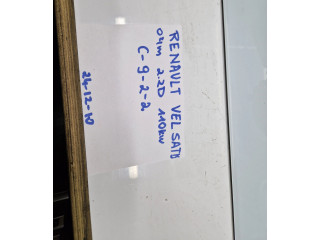 RENAULT VEL SATIS
04m 2.2D 110kw
C-9-2-2
24-12-10